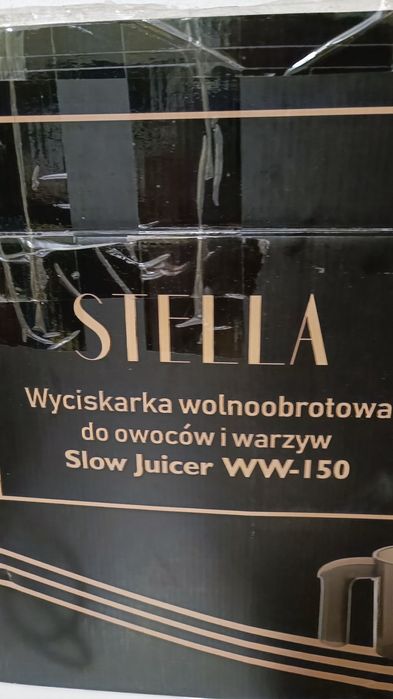 STELLA
Wyciskarka wolnoobrotowa
do owoców i warzyw
Slow Juicer WW-150